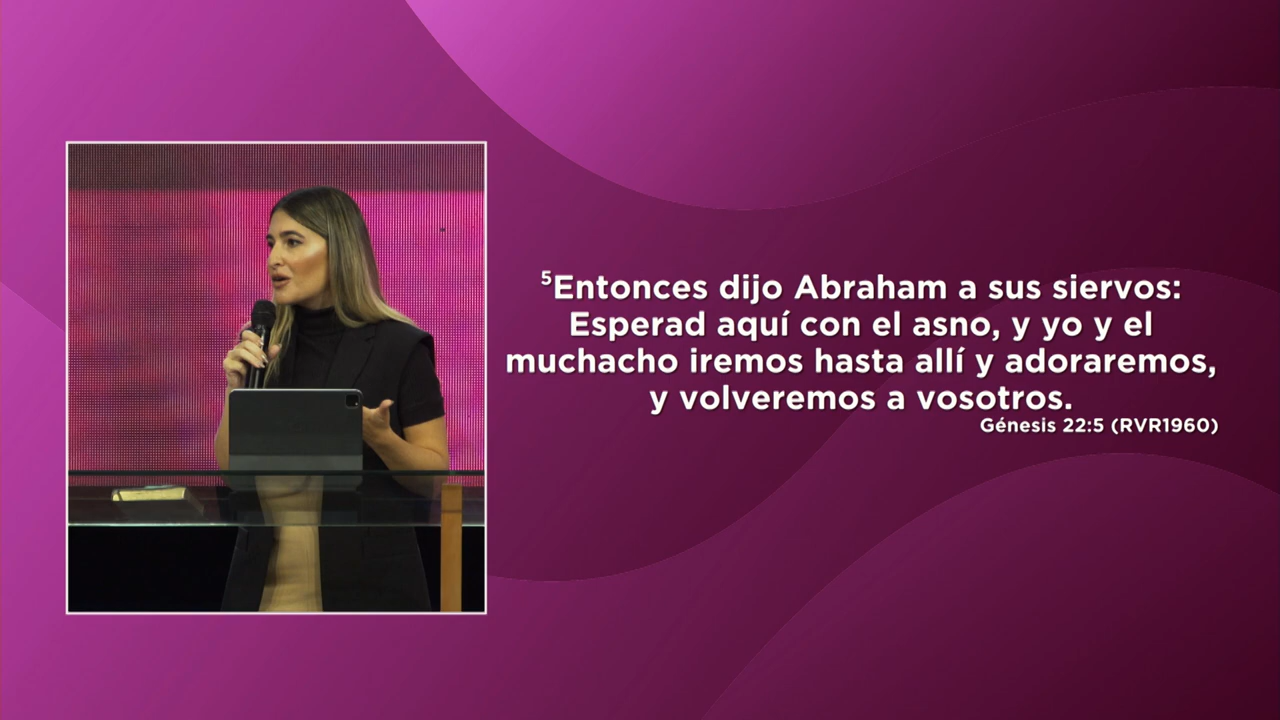 ⁵Entonces dijo Abraham a sus siervos:
Esperad aquí con el asno, y yo y el
muchacho iremos hasta allí y adoraremos,
y volveremos a vosotros.
Génesis 22:5 (RVR1960)